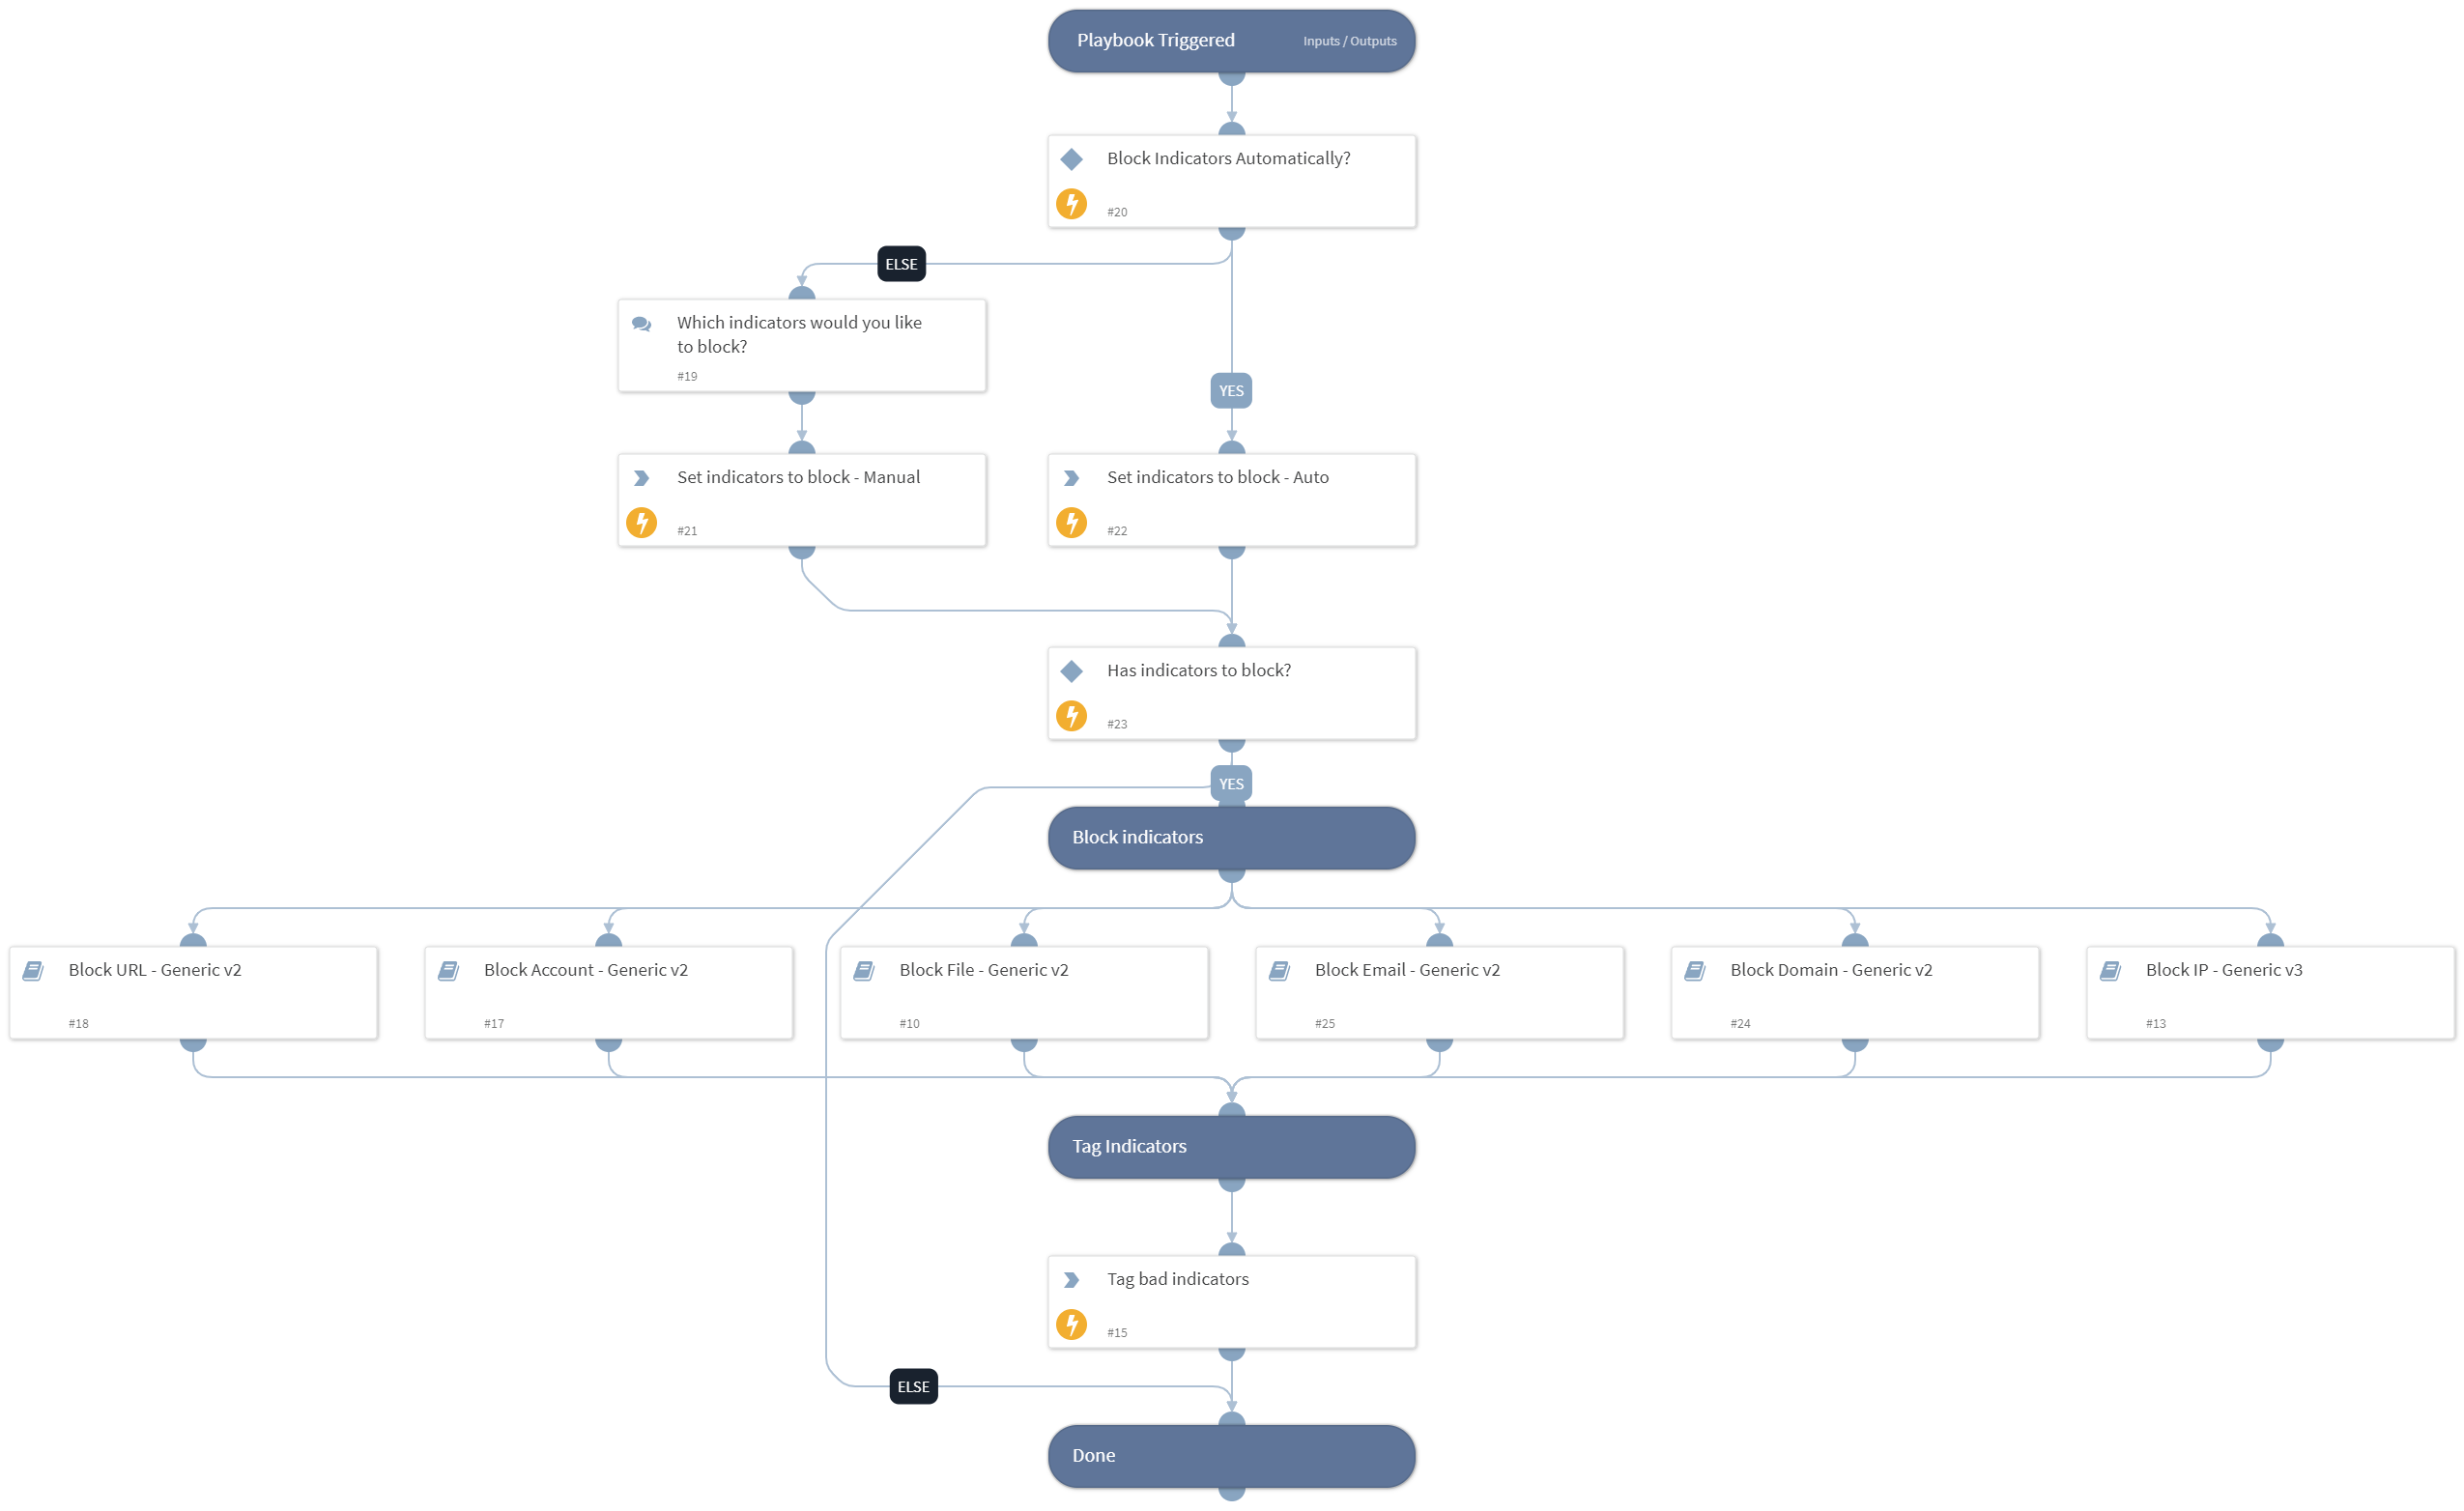 Playbook Triggered
Inputs / Outputs
Block Indicators Automatically?
#20
ELSE
Which indicators would you like
to block?
#19
YES
Set indicators to block - Manual
#21
Set indicators to block - Auto
#22
Has indicators to block?
#23
YES
Block indicators
Block URL - Generic v2
#18
Block Account - Generic v2
#17
Block File - Generic v2
#10
Block Email - Generic v2
#25
Block Domain - Generic v2
#24
Block IP - Generic v3
#13
Tag Indicators
Tag bad indicators
#15
ELSE
Done